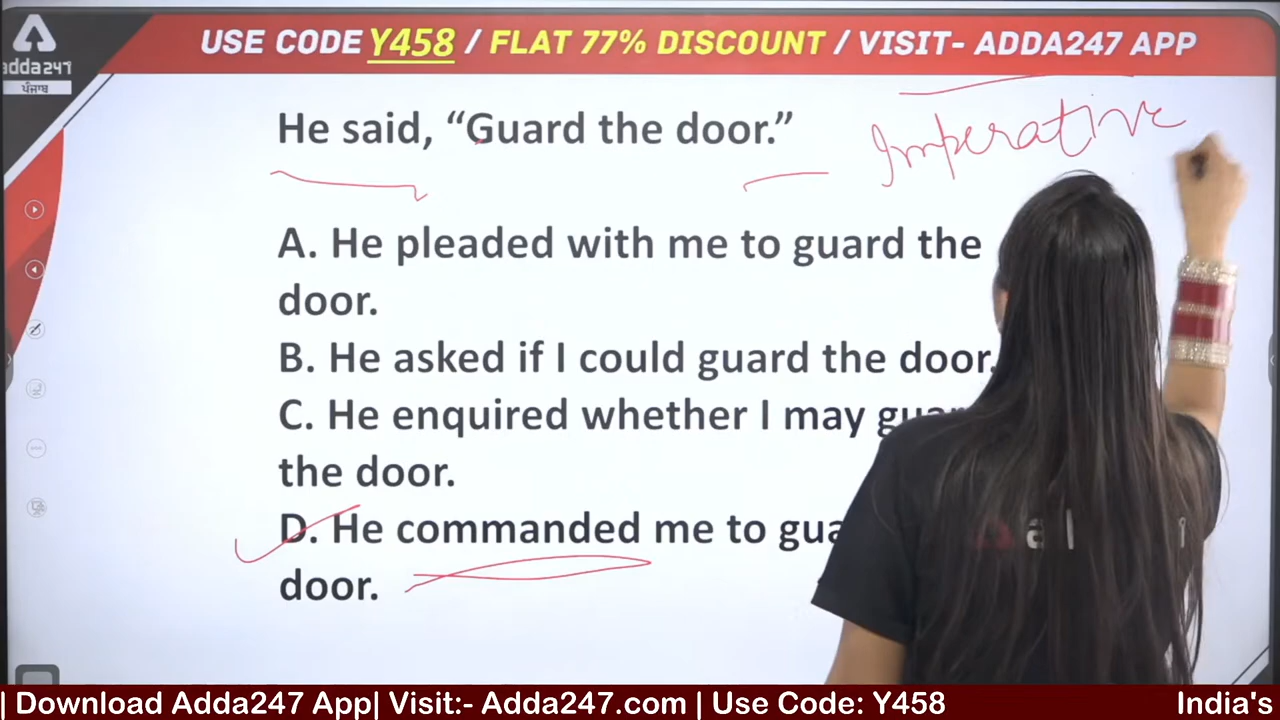 USE CODE Y458 / FLAT 77% DISCOUNT / VISIT- ADDA247 APP
adda247
ਪੰਜਾਬ
He said, “Guard the door.”
Imperative
A. He pleaded with me to guard the
door.
B. He asked if I could guard the door.
C. He enquired whether I may
the door.
D. He commanded me to
door.
| Download Adda247 App| Visit:- Adda247.com | Use Code: Y458 India's